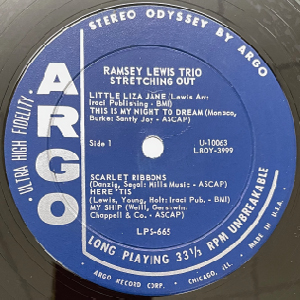 STEREO ODYSSEY BY ARGO
ULTRA HIGH FIDELITY
ARGO
RAMSEY LEWIS TRIO
STRETCHING OUT
LITTLE LIZA JANE (Lewis Arr
Iraci Publishing - BMI)
THIS IS MY NIGHT TO DREAM (Monaco,
Burke: Santly Joy - ASCAP)
Side 1
U-10063
L80Y-3999
SCARLET RIBBONS
(Danzig, Segal: Mills Music - ASCAP)
HERE 'TIS
(Lewis, Young, Holt: Iraci Pub. - BMI)
MY SHIP (Weill, Gershwin:
Chappell & Co. - ASCAP)
LPS-665
LONG PLAYING 33⅓ RPM UNBREAKABLE
MADE IN U.S.A.
ARGO RECORD CORP. CHICAGO, ILL.